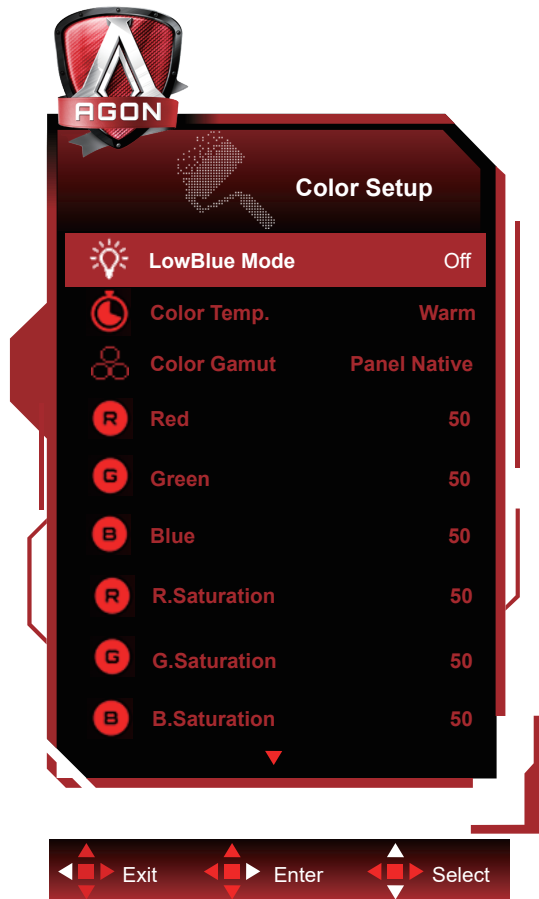 AGON
Color Setup
LowBlue Mode Off
Color Temp. Warm
Color Gamut Panel Native
R Red 50
G Green 50
B Blue 50
R R.Saturation 50
G G.Saturation 50
B B.Saturation 50
Exit Enter Select